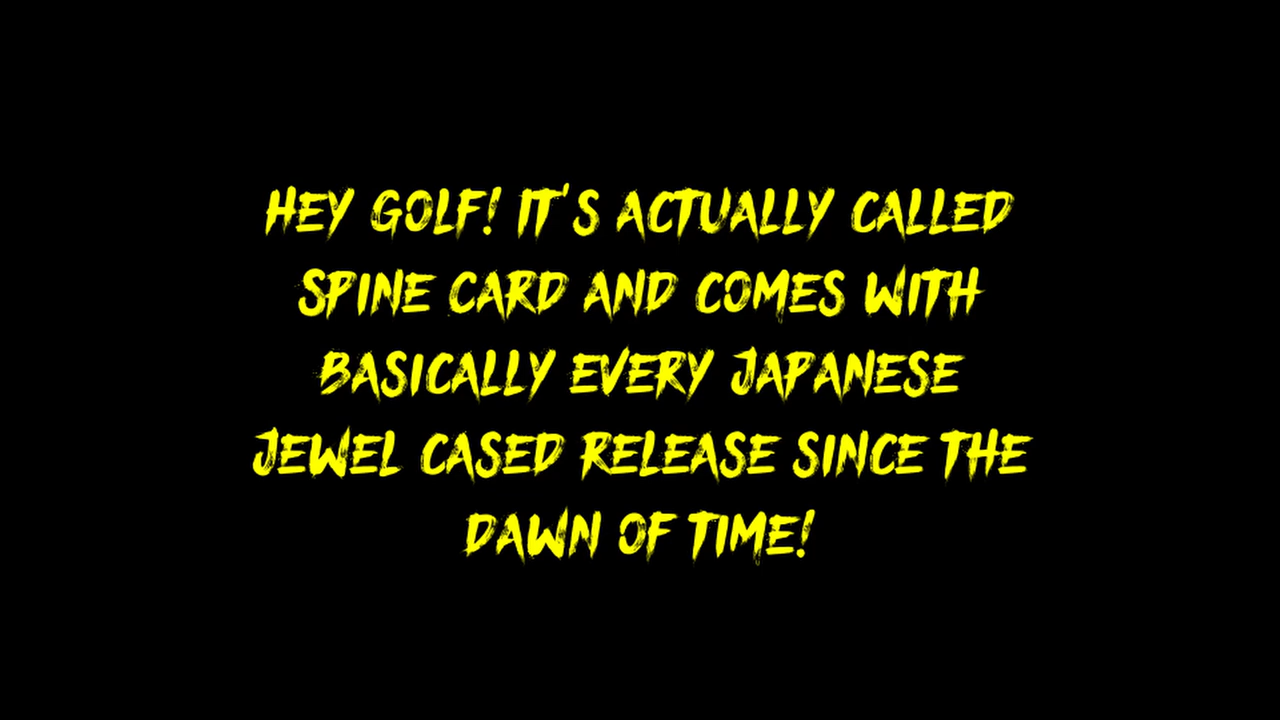 HEY GOLF! IT'S ACTUALLY CALLED
SPINE CARD AND COMES WITH
BASICALLY EVERY JAPANESE
JEWEL CASED RELEASE SINCE THE
DAWN OF TIME!